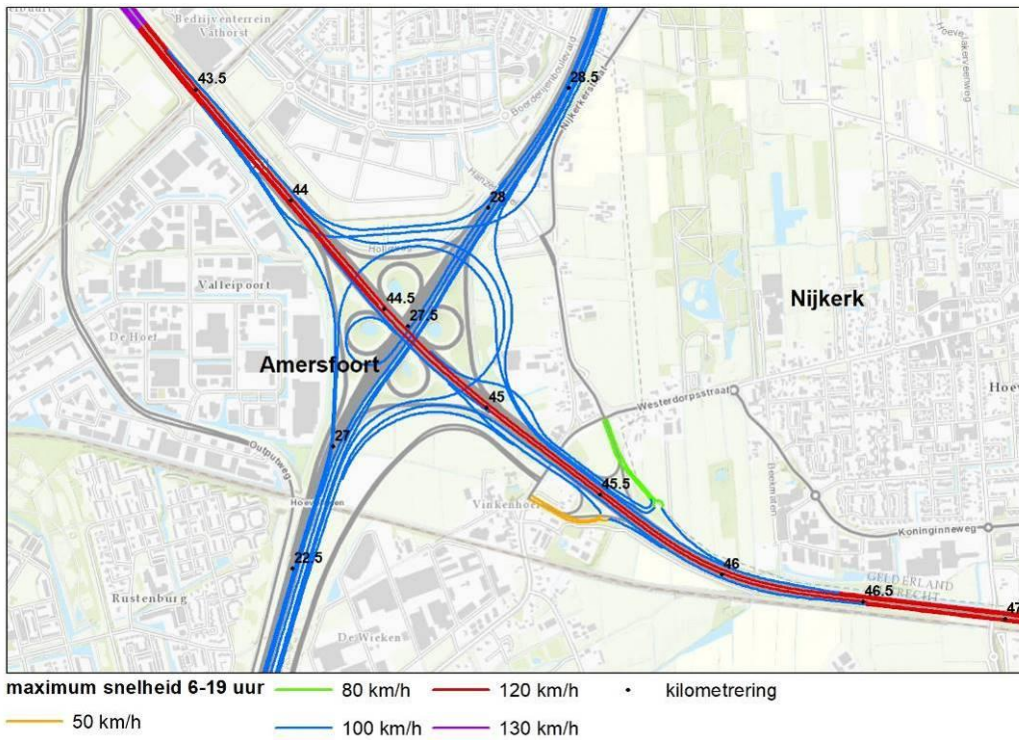 Bedrijventerrein
Vathorst
43.5
Boerderijenboulevard
28.5
Nijkerkerstraat
44
28
Valleipoort
De Hoef
44.5
27.5
Nijkerk
Amersfoort
45
Westerdorpsstraat
Hoev
27
Outputweg
45.5
Vinkenhoef
Koninginneweg
22.5
46
GELDERLAND
46.5
47
Rustenburg
De Wieken
maximum snelheid 6-19 uur
80 km/h
120 km/h
kilometrering
50 km/h
100 km/h
130 km/h